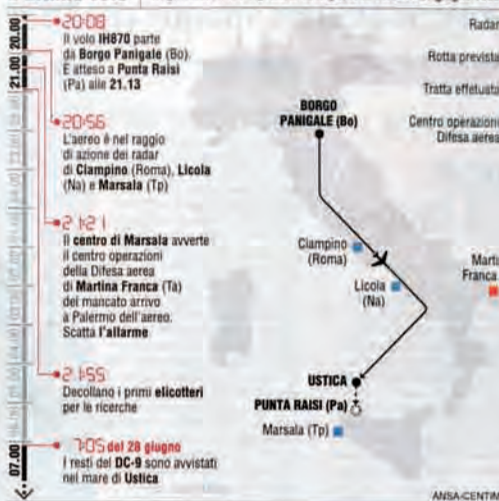 20:08
Il volo IH870 parte
da Borgo Panigale (Bo).
E atteso a Punta Raisi
(Pa) alle 21.13
20:56
L'aereo è nel raggio
di azione dei radar
di Ciampino (Roma), Licola
(Na) e Marsala (Tp)
21:21
Il centro di Marsala avverte
il centro operazioni
della Difesa aerea
di Martina Franca (Ta)
del mancato arrivo
a Palermo dell'aereo.
Scatta l'allarme
21:55
Decollano i primi elicotteri
per le ricerche
7:05 del 28 giugno
I resti del DC-9 sono avvistati
nel mare di Ustica
20.00
21.00
07.00
Radar
Rotta prevista
Tratta effetuata
Centro operazioni
Difesa aerea
BORGO
PANIGALE (Bo)
Ciampino
(Roma)
Licola
(Na)
Marti
Franca
USTICA
PUNTA RAISI (Pa)
Marsala (Tp)
ANSA-CENTIM